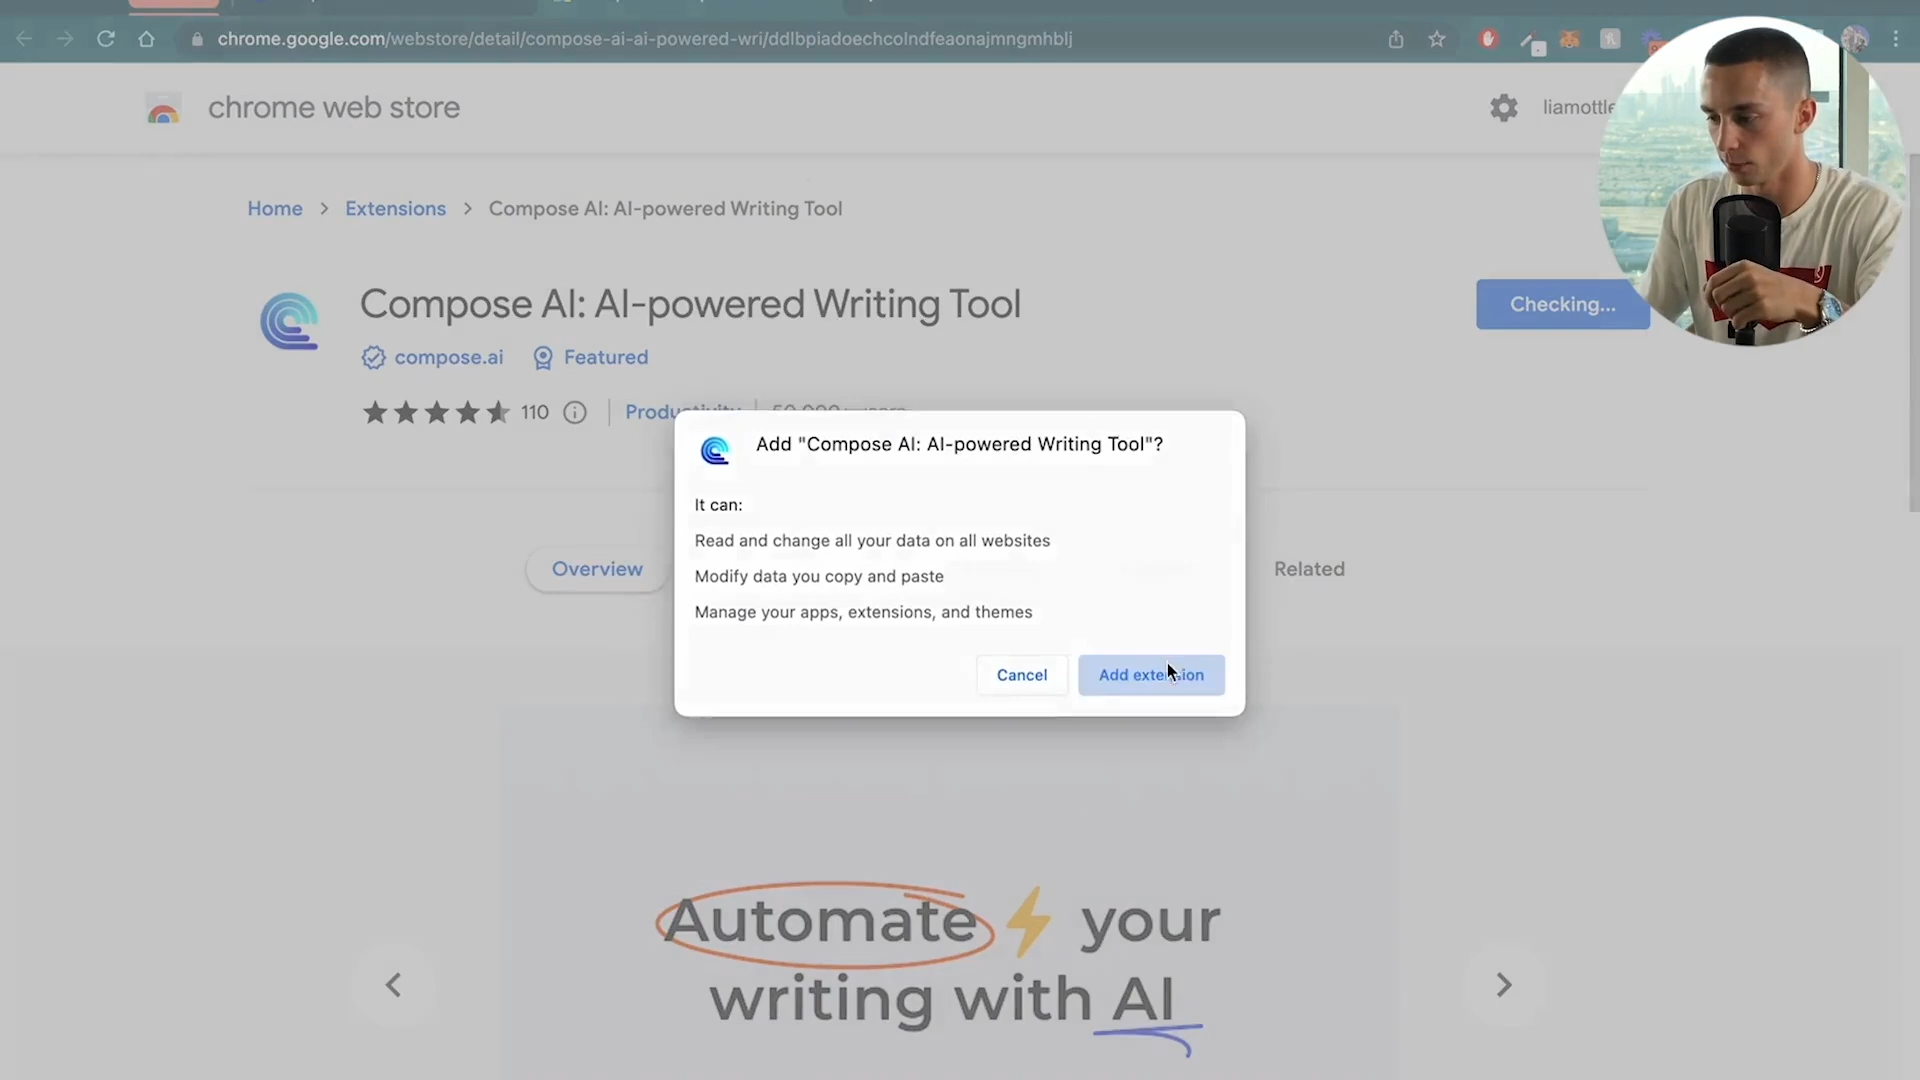 chrome.google.com/webstore/detail/compose-ai-ai-powered-wri/ddlbpiadoechcolndfeaonajmngmhblj
chrome web store
liamottle
Home > Extensions > Compose AI: AI-powered Writing Tool
Compose AI: AI-powered Writing Tool
Checking...
compose.ai Featured
110 Productivity
Add "Compose AI: AI-powered Writing Tool"?
It can:
Read and change all your data on all websites
Modify data you copy and paste
Manage your apps, extensions, and themes
Overview
Related
Cancel Add extension
Automate your
writing with AI